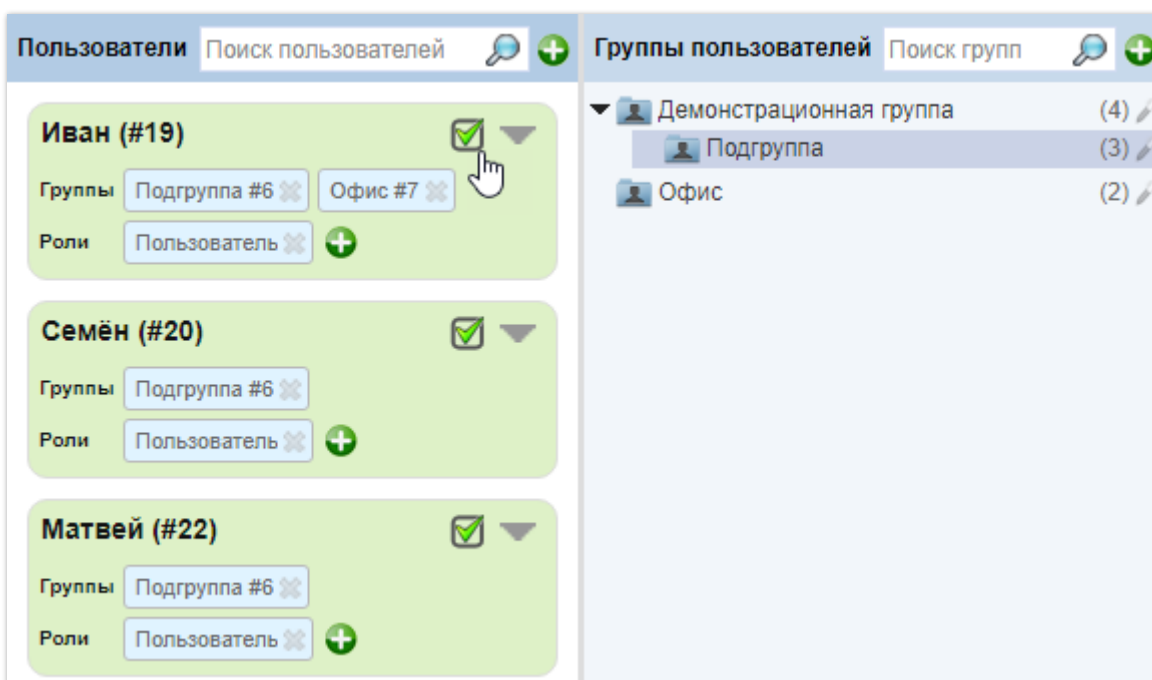 Пользователи Поиск пользователей
Иван (#19)
Группы Подгруппа #6 Офис #7
Роли Пользователь
Семён (#20)
Группы Подгруппа #6
Роли Пользователь
Матвей (#22)
Группы Подгруппа #6
Роли Пользователь
Группы пользователей Поиск групп
Демонстрационная группа (4)
Подгруппа (3)
Офис (2)